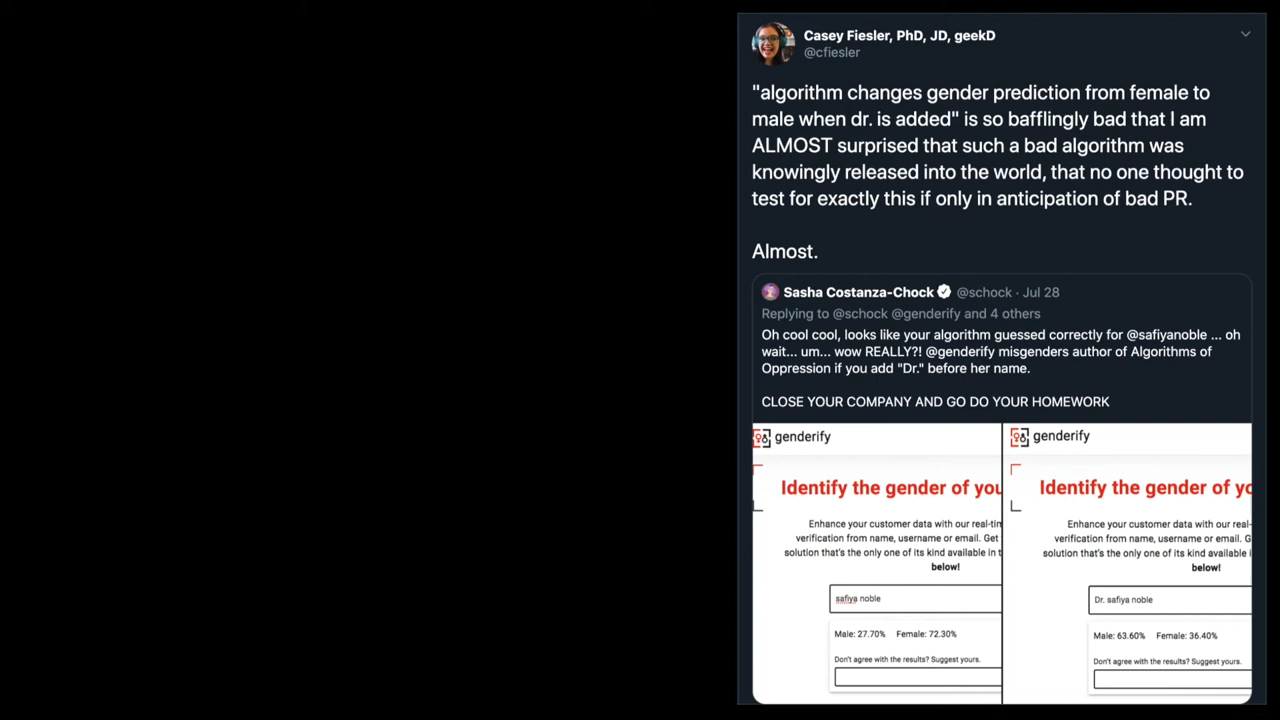 Casey Fiesler, PhD, JD, geekD
@cfiesler
"algorithm changes gender prediction from female to
male when dr. is added" is so bafflingly bad that I am
ALMOST surprised that such a bad algorithm was
knowingly released into the world, that no one thought to
test for exactly this if only in anticipation of bad PR.
Almost.
Sasha Costanza-Chock @schock · Jul 28
Replying to @schock @genderify and 4 others
Oh cool cool, looks like your algorithm guessed correctly for @safiyanoble ... oh
wait... um... wow REALLY?! @genderify misgenders author of Algorithms of
Oppression if you add "Dr." before her name.
CLOSE YOUR COMPANY AND GO DO YOUR HOMEWORK
genderify
Identify the gender of you
Enhance your customer data with our real-tim
verification from name, username or email. Get
solution that's the only one of its kind available in t
below!
safiya noble
Male: 27.70% Female: 72.30%
Don't agree with the results? Suggest yours.
genderify
Identify the gender of yo
Enhance your customer data with our real-
verification from name, username or email. G
solution that's the only one of its kind available i
below!
Dr. safiya noble
Male: 63.60% Female: 36.40%
Don't agree with the results? Suggest yours.